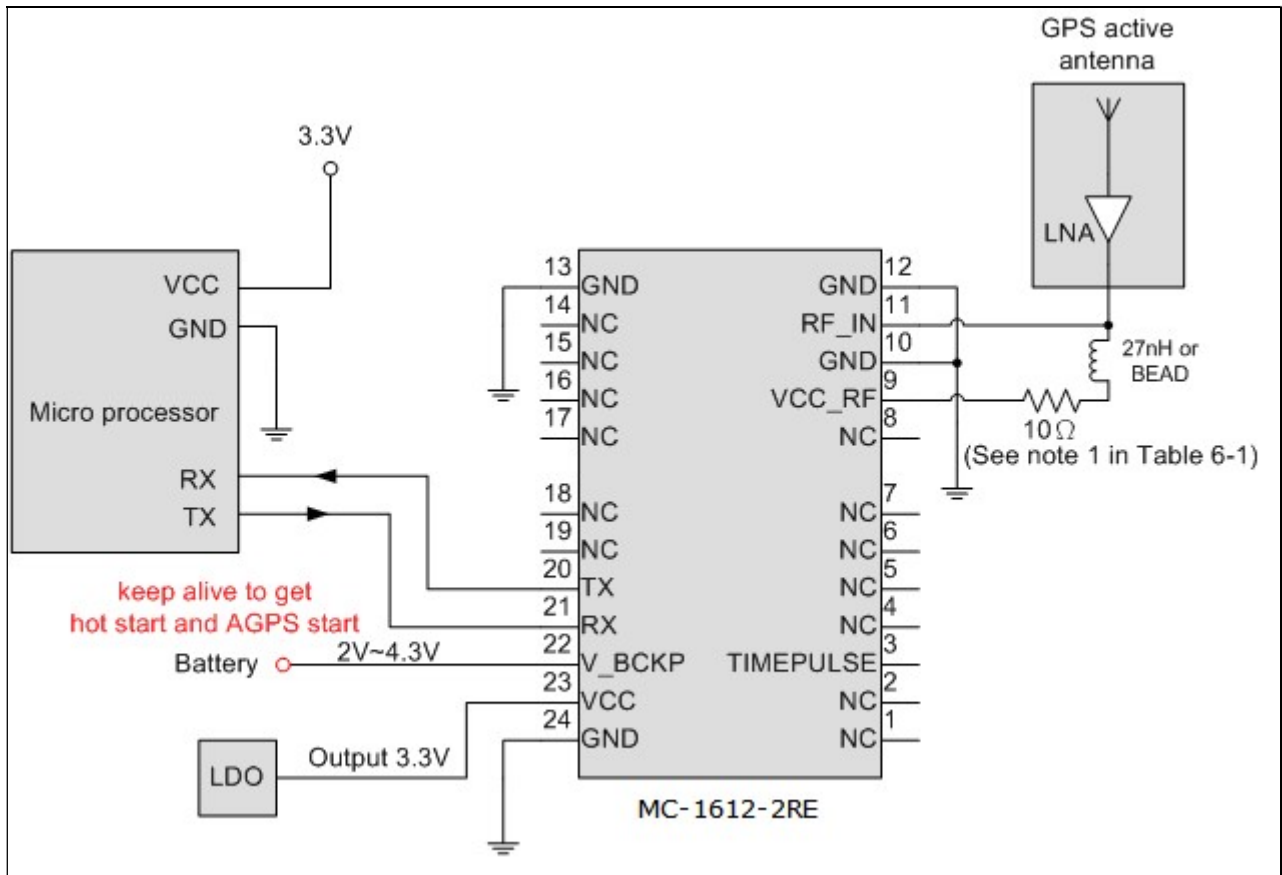 GPS active
antenna
3.3V
LNA
VCC
GND
Micro processor
RX
TX
27nH or
BEAD
10Ω
(See note 1 in Table 6-1)
keep alive to get
hot start and AGPS start
Battery
2V~4.3V
LDO
Output 3.3V
13 GND
14 NC
15 NC
16 NC
17 NC
18 NC
19 NC
20 TX
21 RX
22 V_BCKP
23 VCC
24 GND
GND 12
RF_IN 11
GND 10
VCC_RF 9
NC 8
NC 7
NC 6
NC 5
NC 4
TIMEPULSE 3
NC 2
NC 1
MC-1612-2RE